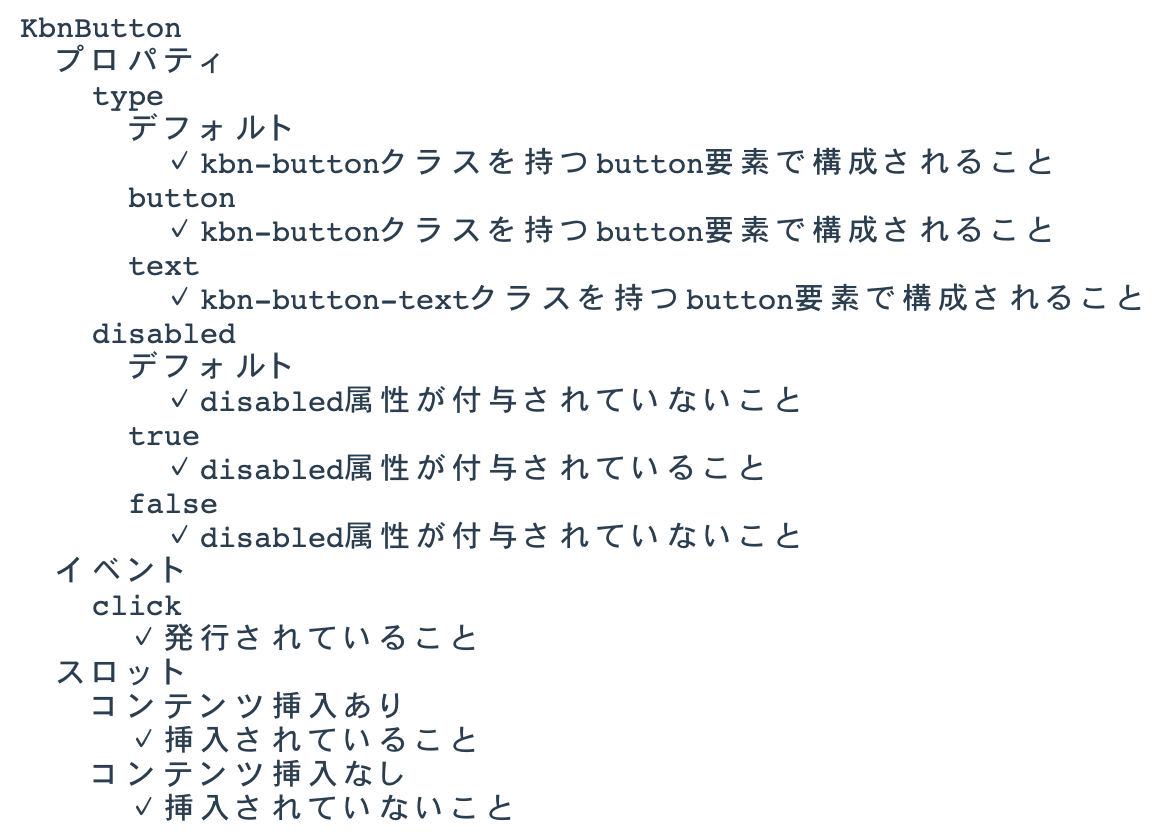 KbnButton
プロパティ
type
デフォルト
✓ kbn-buttonクラスを持つbutton要素で構成されること
button
✓ kbn-buttonクラスを持つbutton要素で構成されること
text
✓ kbn-button-textクラスを持つbutton要素で構成されること
disabled
デフォルト
✓ disabled属性が付与されていないこと
true
✓ disabled属性が付与されていること
false
✓ disabled属性が付与されていないこと
イベント
click
✓ 発行されていること
スロット
コンテンツ挿入あり
✓ 挿入されていること
コンテンツ挿入なし
✓ 挿入されていないこと